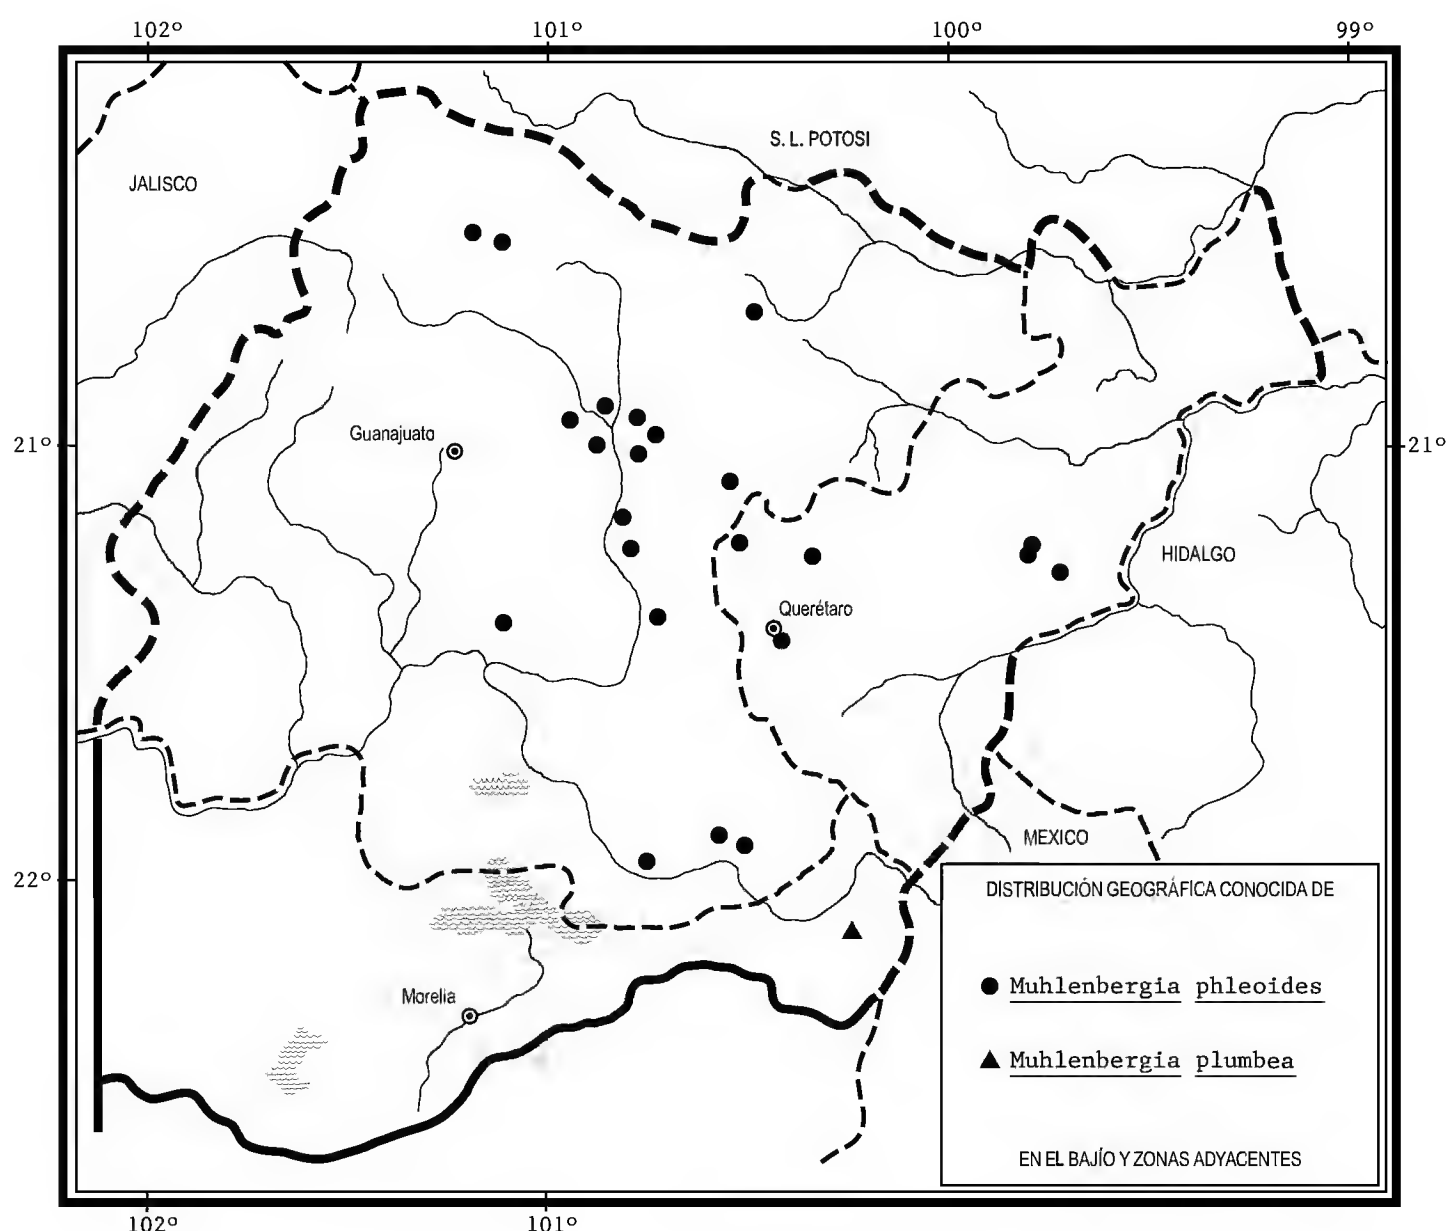 102º 101º 100º 99º
S. L. POTOSI
JALISCO
Guanajuato
21º 21º
HIDALGO
Querétaro
MEXICO
22º
DISTRIBUCIÓN GEOGRÁFICA CONOCIDA DE
Muhlenbergia phleoides
Morelia
Muhlenbergia plumbea
EN EL BAJÍO Y ZONAS ADYACENTES
102º 101º